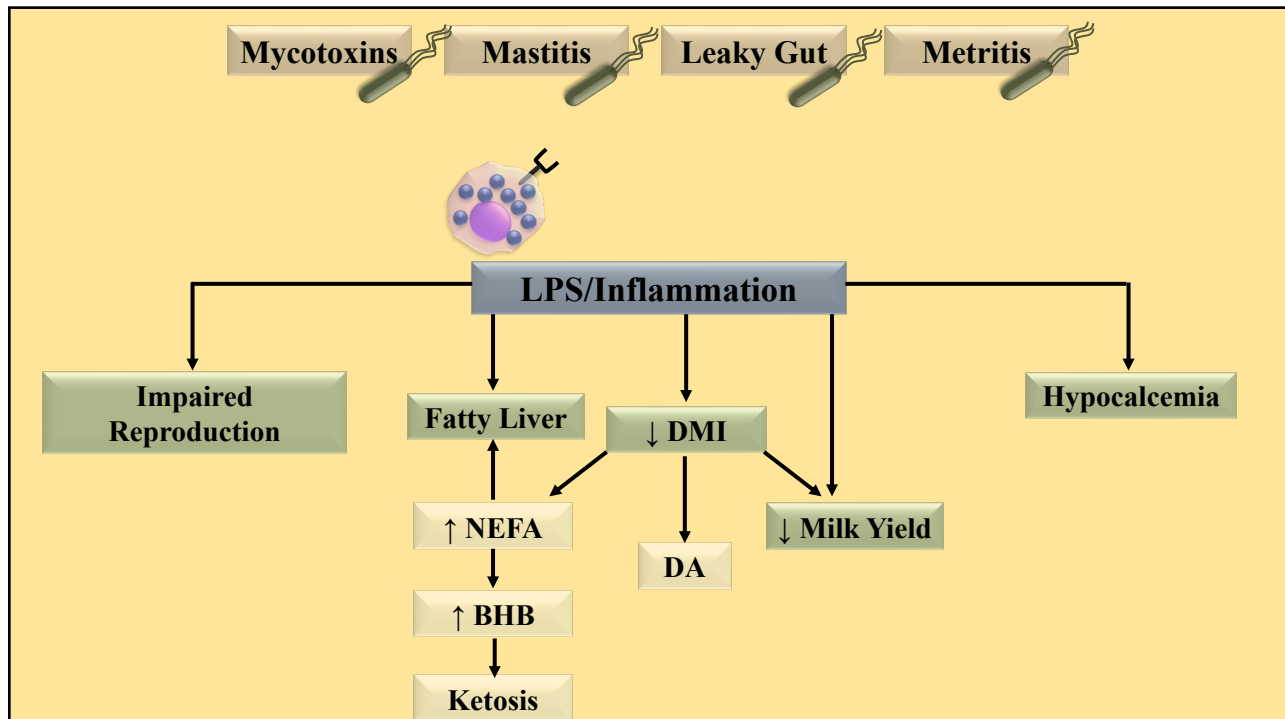 Mycotoxins
Mastitis
Leaky Gut
Metritis
LPS/Inflammation
Impaired
Reproduction
Fatty Liver
↓ DMI
Hypocalcemia
↑ NEFA
↓ Milk Yield
DA
↑ BHB
Ketosis